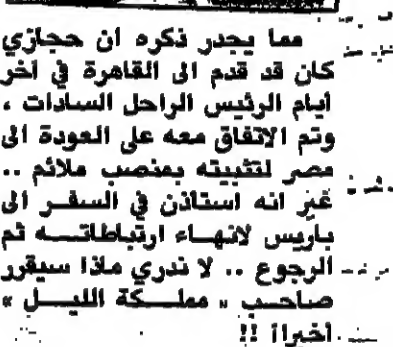 مما يجدر ذكره ان حجازي
كان قد قدم الى القاهرة في آخر
أيام الرئيس الراحل السادات ،
وتم الاتفاق معه على العودة الى
مصر لتثبيته بمنصب ملائم ..
غير انه استاذن في السفر الى
باريس لانهاء ارتباطاته ثم
الرجوع .. لا ندري ماذا سيقرر
صاحب « مملكة الليل »
أخيراً !!